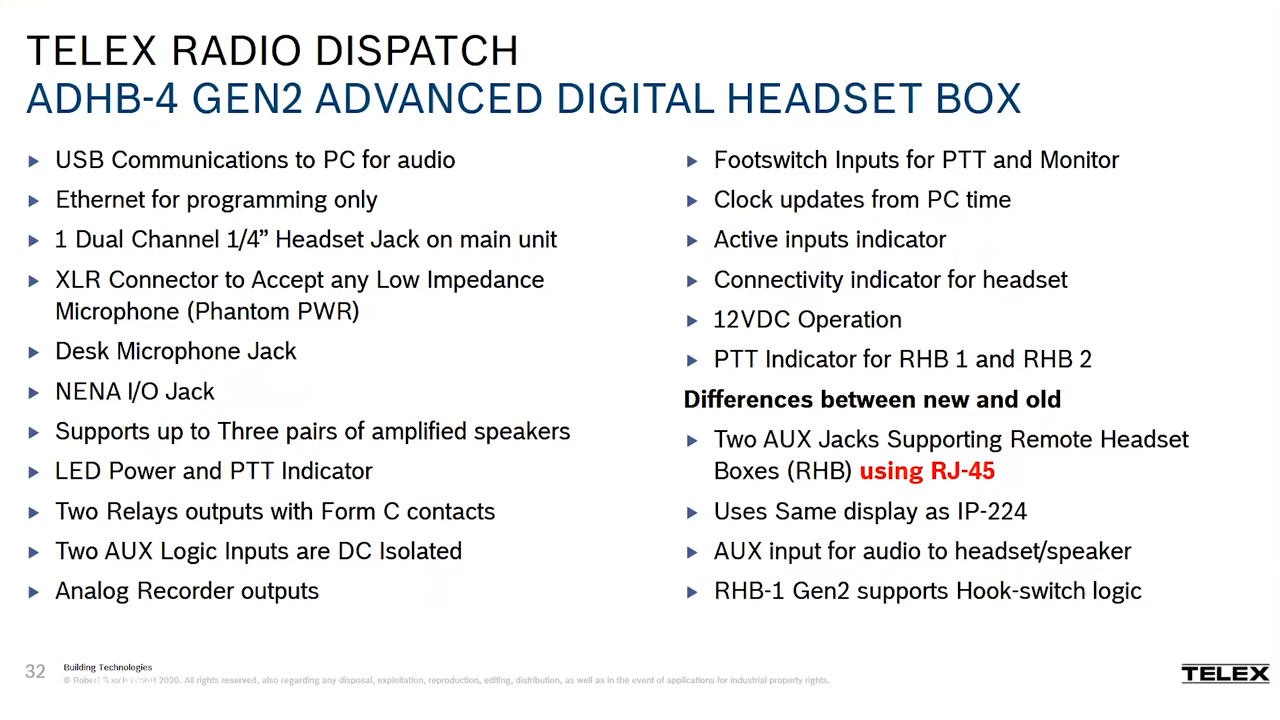 TELEX RADIO DISPATCH
ADHB-4 GEN2 ADVANCED DIGITAL HEADSET BOX
USB Communications to PC for audio
Ethernet for programming only
1 Dual Channel 1/4” Headset Jack on main unit
XLR Connector to Accept any Low Impedance
Microphone (Phantom PWR)
Desk Microphone Jack
NENA I/O Jack
Supports up to Three pairs of amplified speakers
LED Power and PTT Indicator
Two Relays outputs with Form C contacts
Two AUX Logic Inputs are DC Isolated
Analog Recorder outputs
Footswitch Inputs for PTT and Monitor
Clock updates from PC time
Active inputs indicator
Connectivity indicator for headset
12VDC Operation
PTT Indicator for RHB 1 and RHB 2
Differences between new and old
Two AUX Jacks Supporting Remote Headset
Boxes (RHB) using RJ-45
Uses Same display as IP-224
AUX input for audio to headset/speaker
RHB-1 Gen2 supports Hook-switch logic
32
Building Technologies
© Robert Bosch GmbH 2020. All rights reserved, also regarding any disposal, exploitation, reproduction, editing, distribution, as well as in the event of applications for industrial property rights.
TELEX